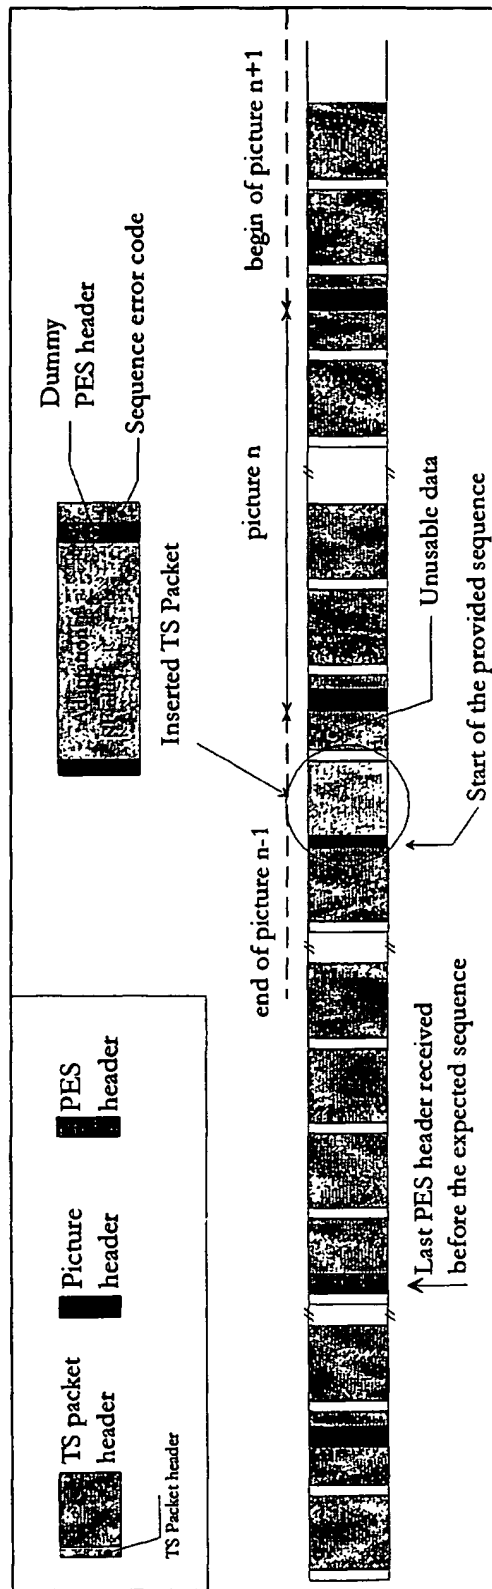 TS packet
header
TS Packet header
Picture
header
PES
header
Dummy
PES header
Sequence error code
Inserted TS Packet
end of picture n-1
picture n
begin of picture n+1
Last PES header received
before the expected sequence
Start of the provided sequence
Unusable data